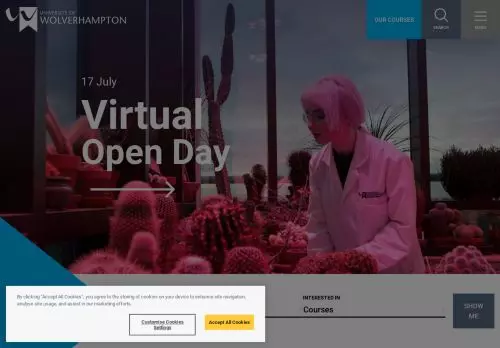 UNIVERSITY OF
WOLVERHAMPTON
OUR COURSES
SEARCH
MENU
17 July
Virtual
Open Day
By clicking "Accept All Cookies", you agree to the storing of cookies on your device to enhance site navigation,
analyse site usage, and assist in our marketing efforts.
Customise Cookies
Settings
Accept All Cookies
INTERESTED IN
Courses
SHOW
ME